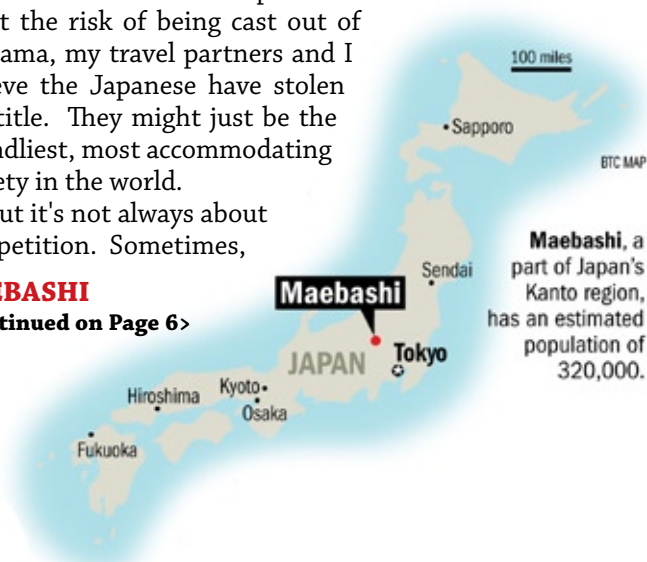 t the risk of being cast out of
ama, my travel partners and I
eve the Japanese have stolen
title. They might just be the
ndliest, most accommodating
ety in the world.
ut it's not always about
petition. Sometimes,
EBASHI
tinued on Page 6>
100 miles
Sapporo
BTC MAP
Maebashi, a
part of Japan's
Kanto region,
has an estimated
population of
320,000.
Sendai
Maebashi
JAPAN
Tokyo
Kyoto
Hiroshima
Osaka
Fukuoka